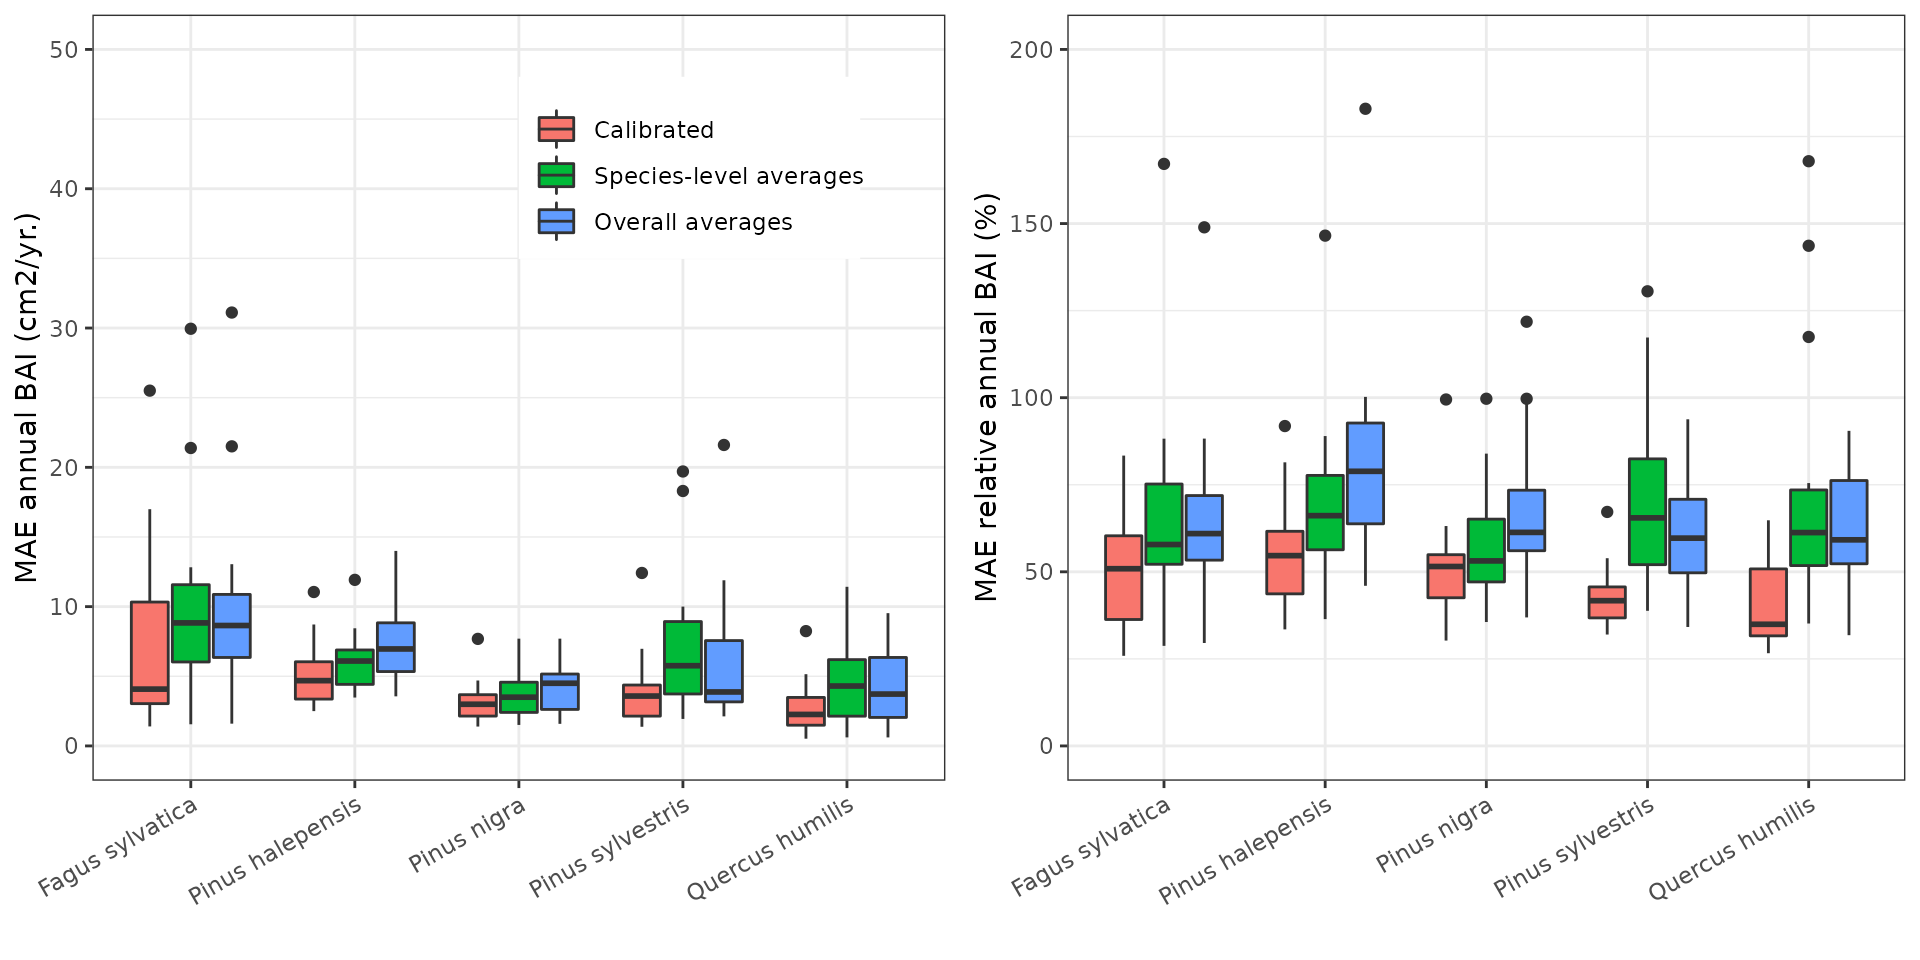 MAE annual BAI (cm2/yr.)
50
40
30
20
10
0
Calibrated
Species-level averages
Overall averages
Fagus sylvatica
Pinus halepensis
Pinus nigra
Pinus sylvestris
Quercus humilis
MAE relative annual BAI (%)
200
150
100
50
0
Fagus sylvatica
Pinus halepensis
Pinus nigra
Pinus sylvestris
Quercus humilis